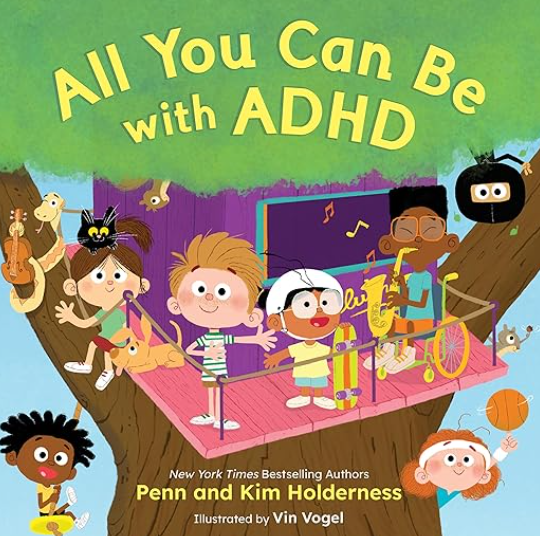 All You Can Be
with ADHD
New York Times Bestselling Authors
Penn and Kim Holderness
Illustrated by Vin Vogel